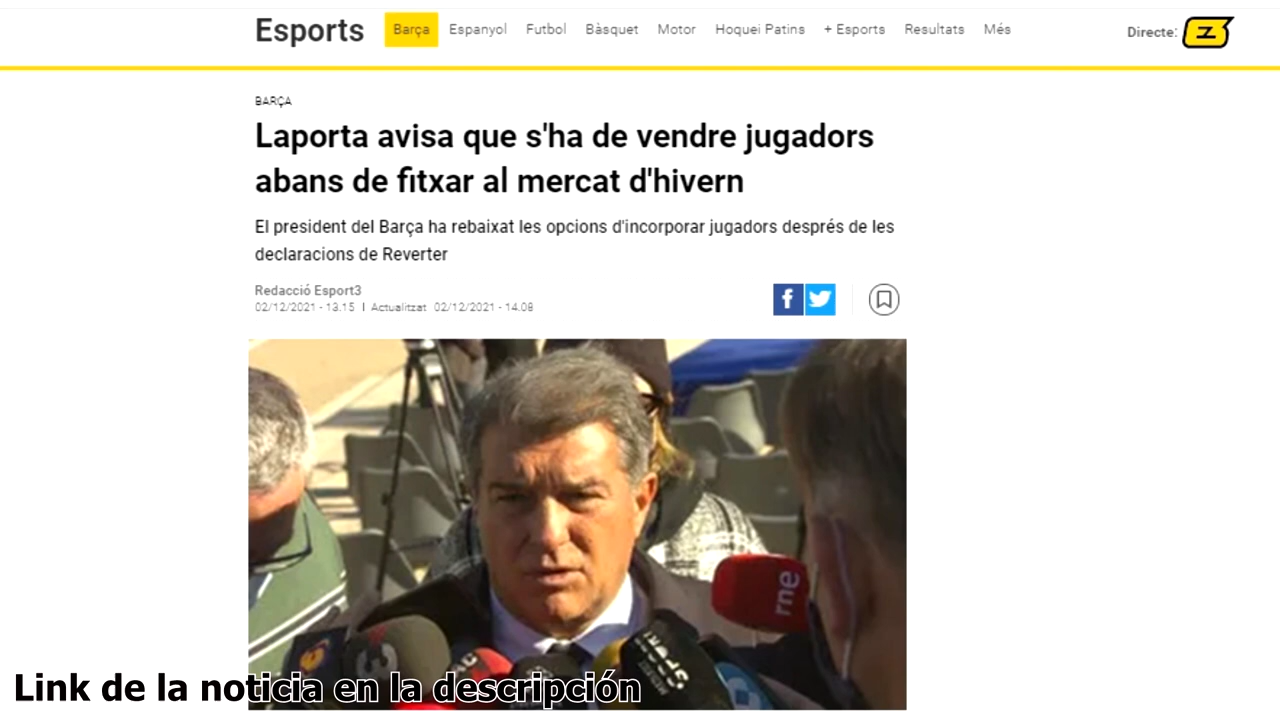 Esports Barça Espanyol Futbol Bàsquet Motor Hoquei Patins + Esports Resultats Més Directe:
BARÇA
Laporta avisa que s'ha de vendre jugadors
abans de fitxar al mercat d'hivern
El president del Barça ha rebaixat les opcions d'incorporar jugadors després de les
declaracions de Reverter
Redacció Esport3
02/12/2021 - 13.15 | Actualitzat 02/12/2021 - 14.08
rne
3
SPORT
Link de la noticia en la descripción